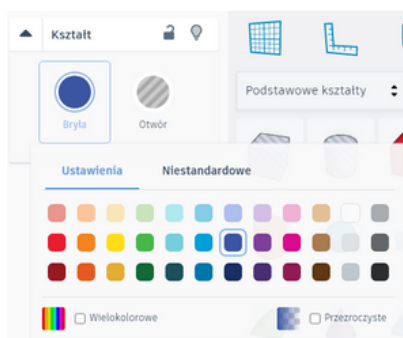 Kształt
Podstawowe kształty
Bryła
Otwór
Ustawienia
Niestandardowe
Wielokolorowe
Przezroczyste